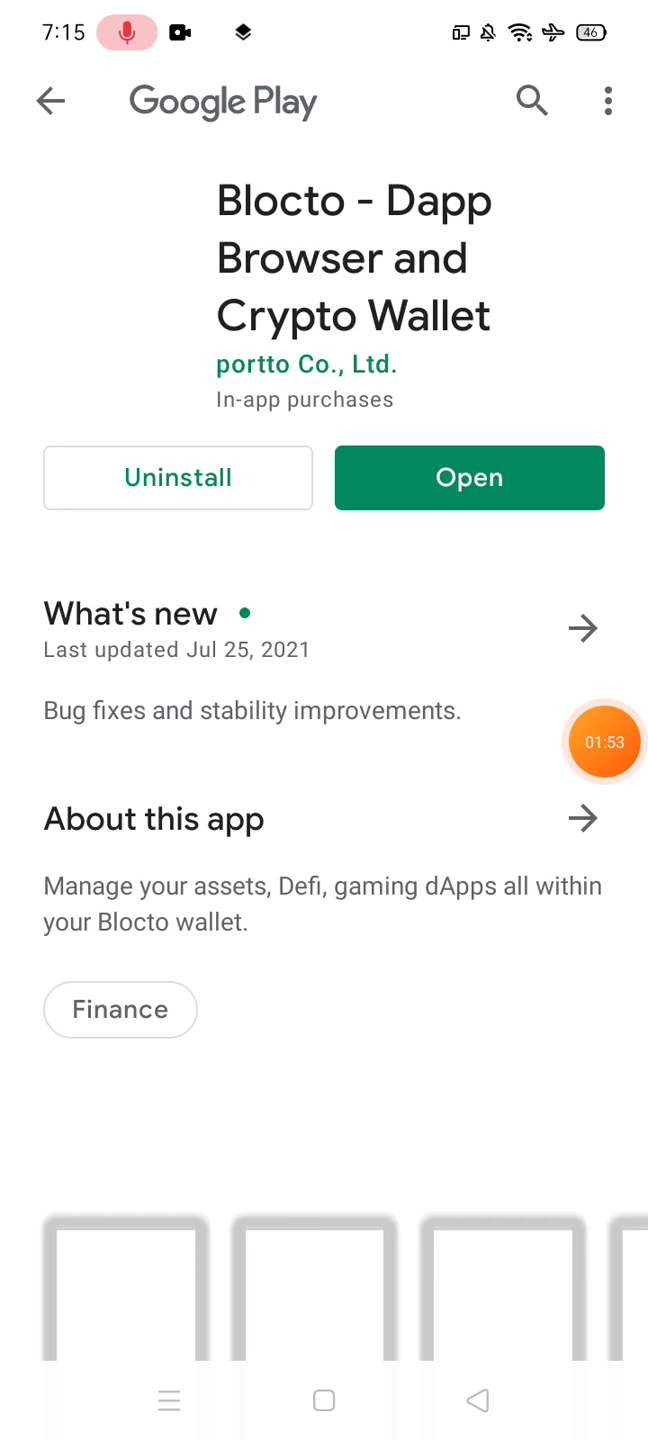 7:15
46
Google Play
Blocto - Dapp
Browser and
Crypto Wallet
portto Co., Ltd.
In-app purchases
Uninstall
Open
What's new
Last updated Jul 25, 2021
Bug fixes and stability improvements.
01:53
About this app
Manage your assets, Defi, gaming dApps all within
your Blocto wallet.
Finance